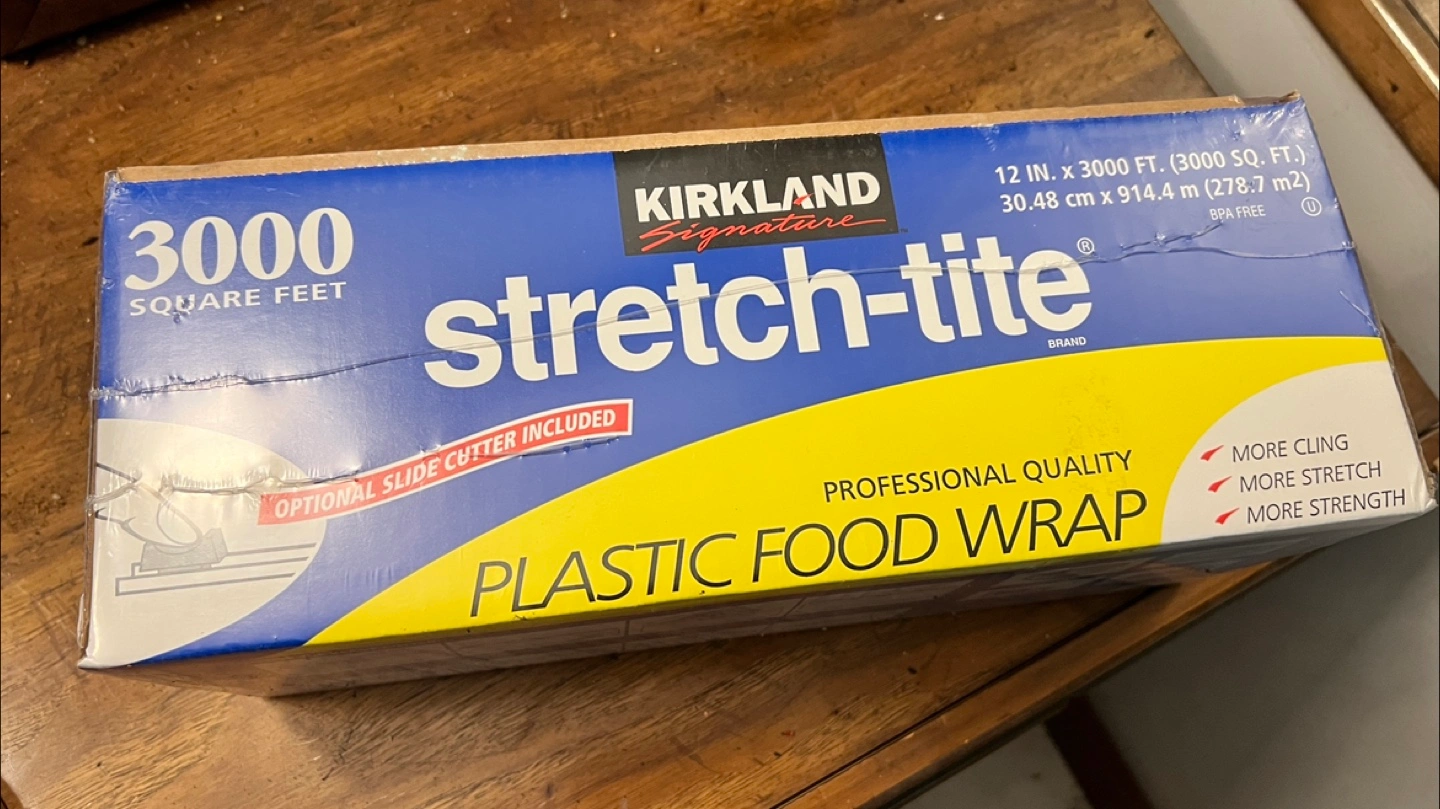 3000
SQUARE FEET
KIRKLAND
Signature
12 IN. x 3000 FT. (3000 SQ. FT.)
30.48 cm x 914.4 m (278.7 m2)
BPA FREE Ⓤ
stretch-tite®
BRAND
OPTIONAL SLIDE CUTTER INCLUDED
PROFESSIONAL QUALITY
PLASTIC FOOD WRAP
MORE CLING
MORE STRETCH
MORE STRENGTH